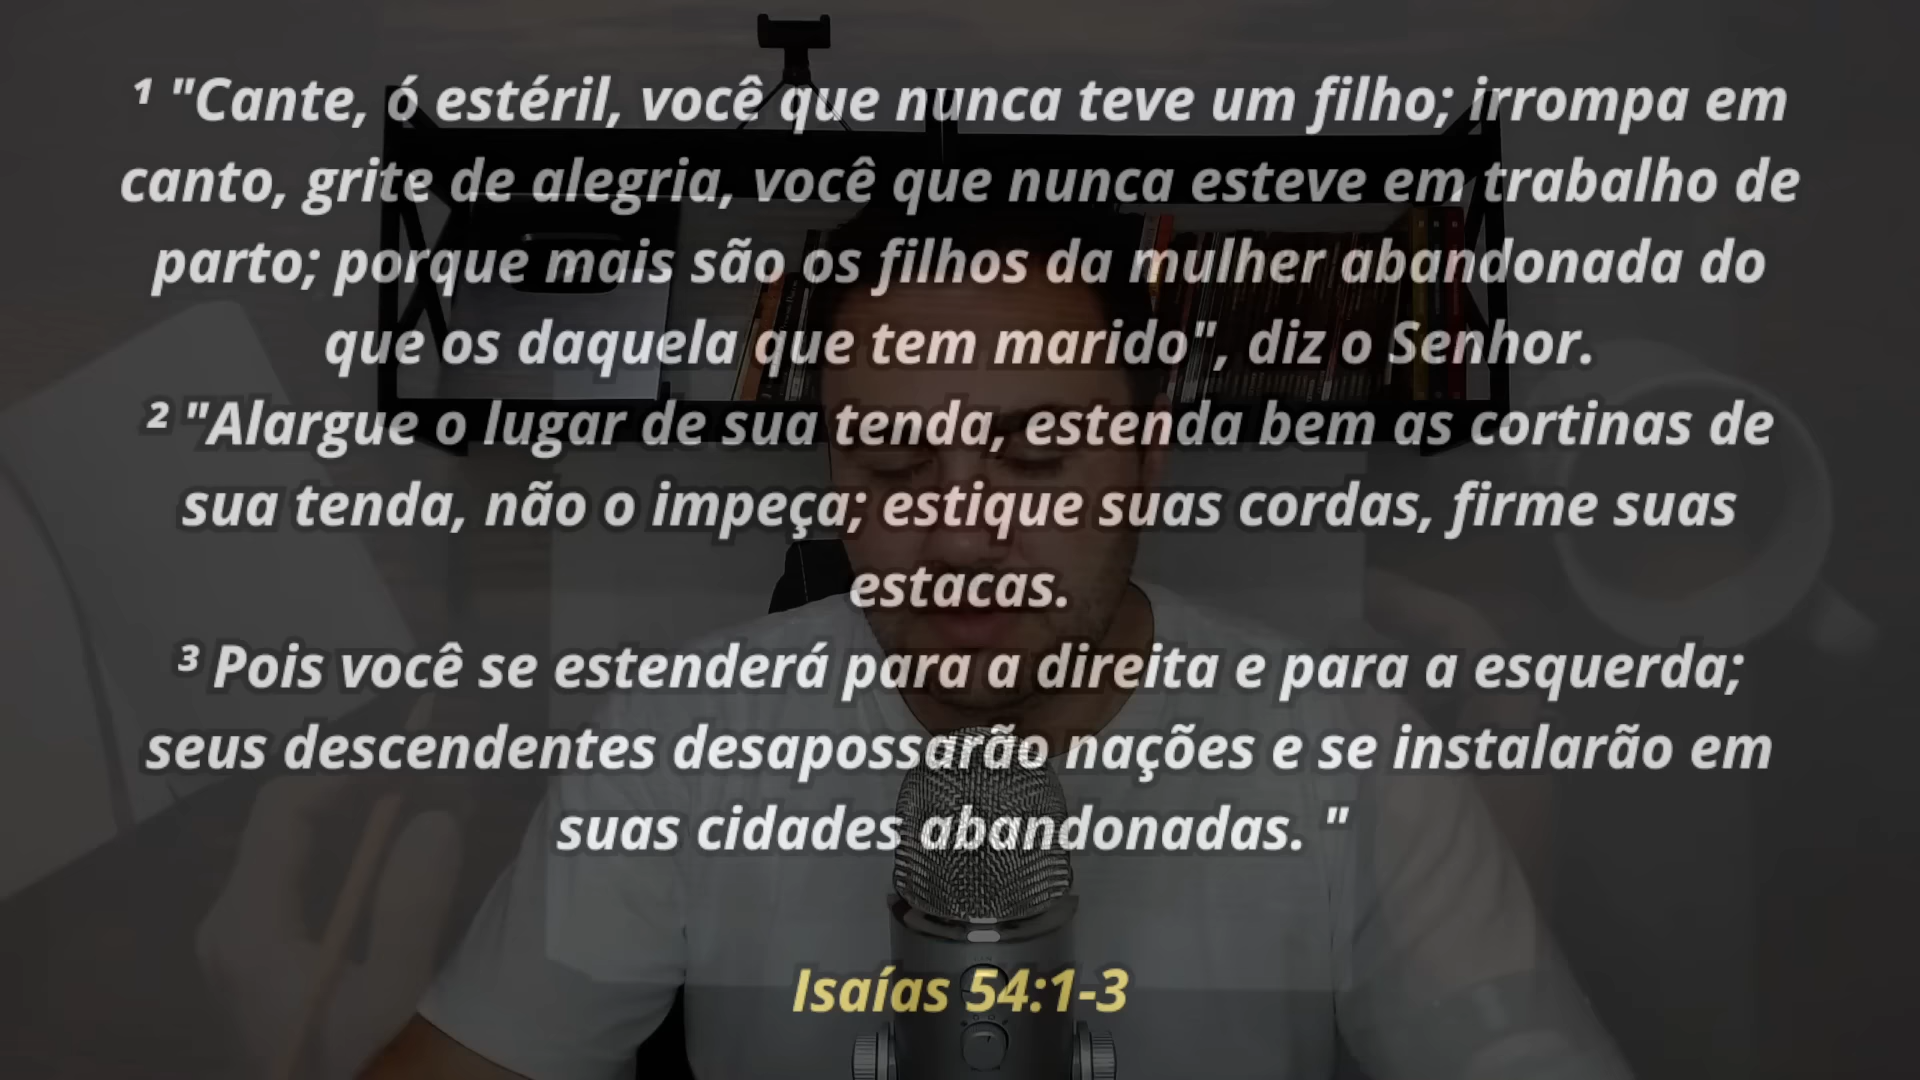 ¹ "Cante, ó estéril, você que nunca teve um filho; irrompa em
canto, grite de alegria, você que nunca esteve em trabalho de
parto; porque mais são os filhos da mulher abandonada do
que os daquela que tem marido", diz o Senhor.
² "Alargue o lugar de sua tenda, estenda bem as cortinas de
sua tenda, não o impeça; estique suas cordas, firme suas
estacas.
³ Pois você se estenderá para a direita e para a esquerda;
seus descendentes desapossarão nações e se instalarão em
suas cidades abandonadas. "
Isaías 54:1-3